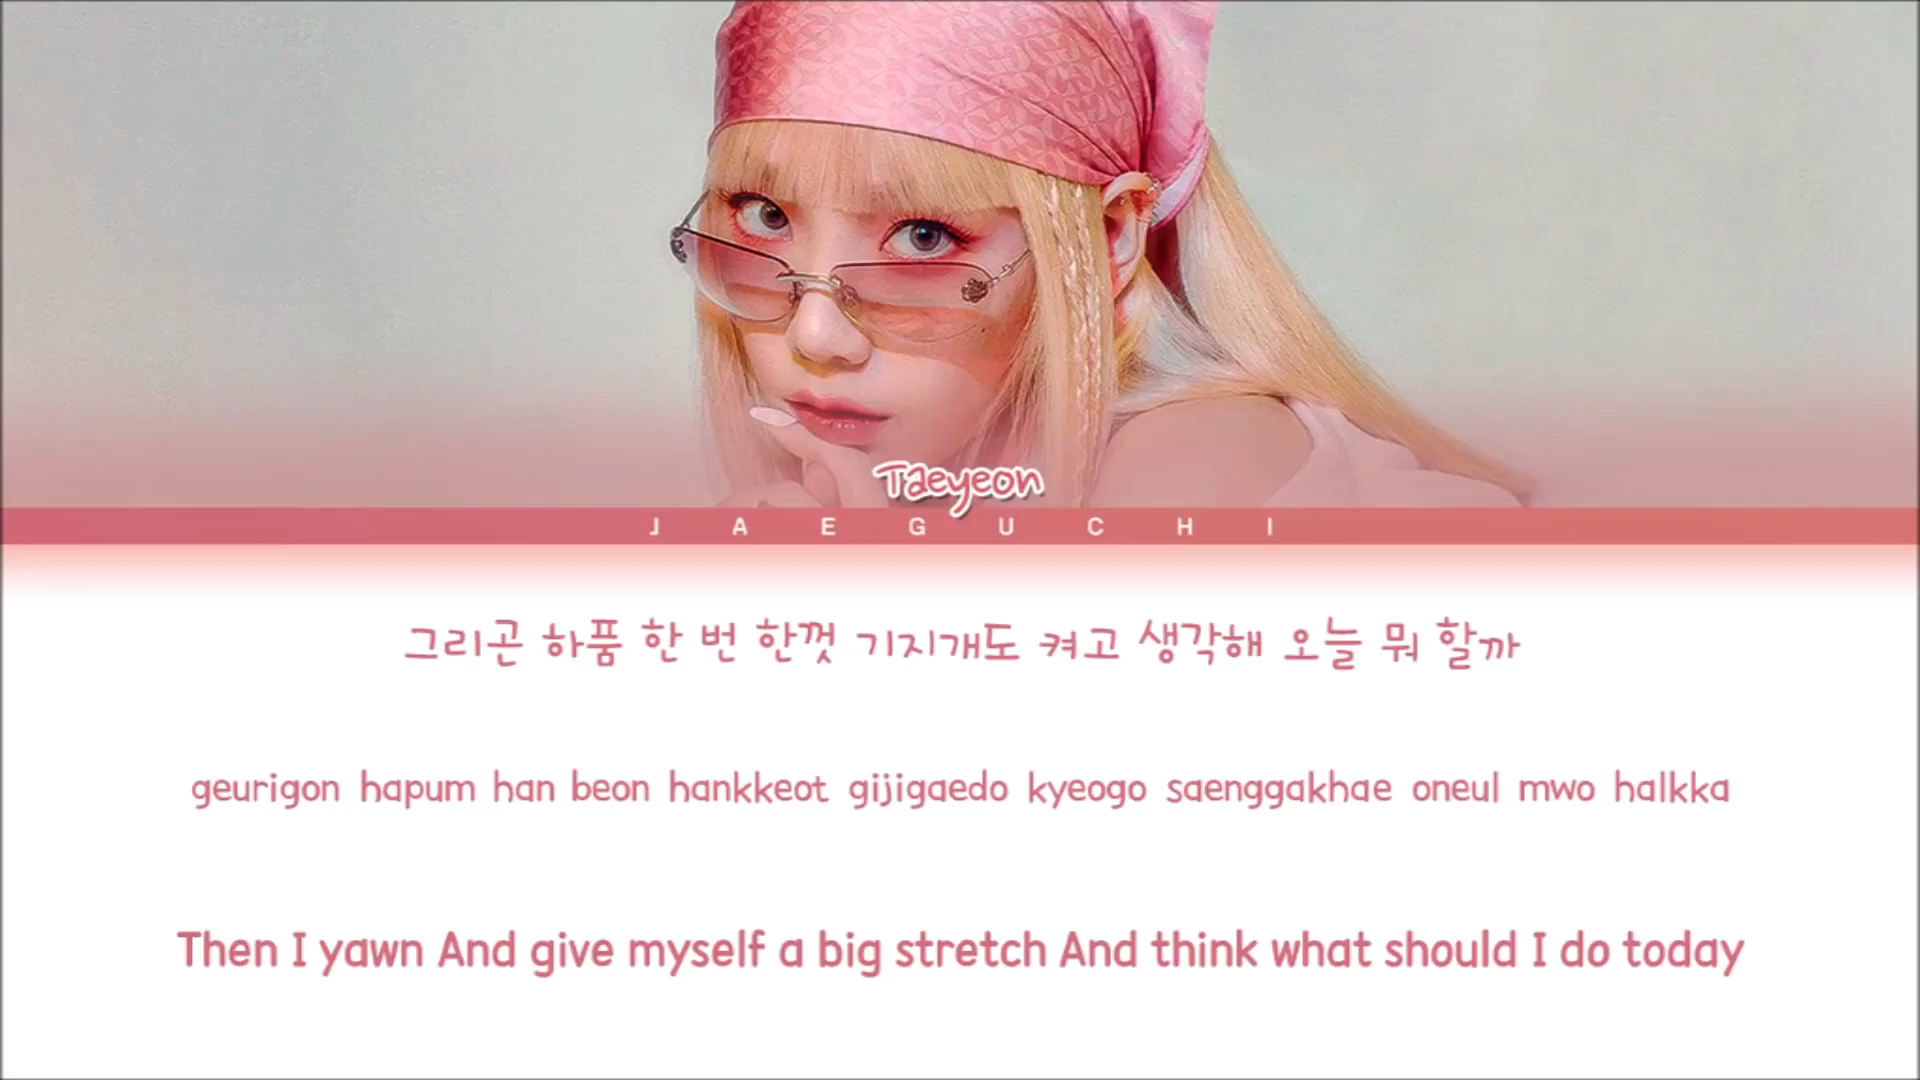 Taeyeon
JAEGUCHI
그리곤 하품 한 번 한껏 기지개도 켜고 생각해 오늘 뭐 할까
geurigon hapum han beon hankkeot gijigaedo kyeogo saenggakhae oneul mwo halkka
Then I yawn And give myself a big stretch And think what should I do today